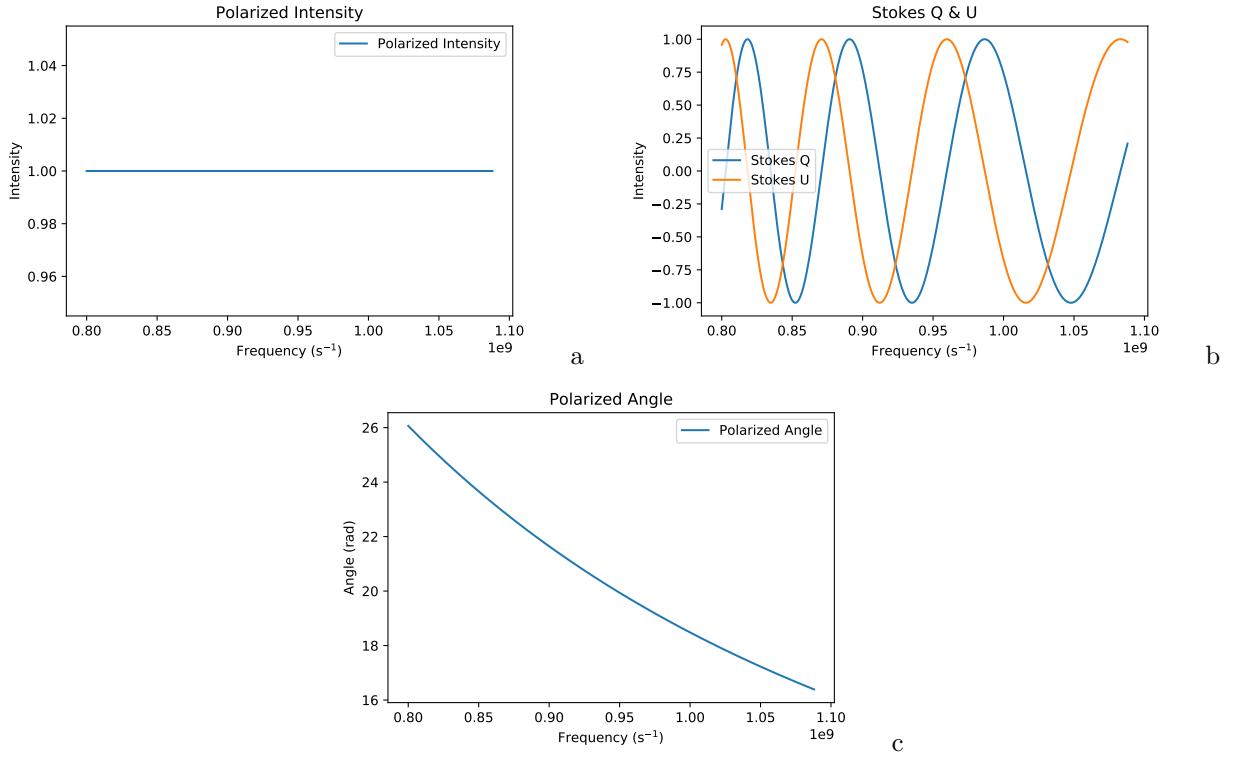 Polarized Intensity
Intensity
1.04
1.02
1.00
0.98
0.96
Polarized Intensity
0.80 0.85 0.90 0.95 1.00 1.05 1.10
1e9
Frequency (s⁻¹)
a
Stokes Q & U
Intensity
1.00
0.75
0.50
0.25
0.00
−0.25
−0.50
−0.75
−1.00
Stokes Q
Stokes U
0.80 0.85 0.90 0.95 1.00 1.05 1.10
1e9
Frequency (s⁻¹)
b
Polarized Angle
Angle (rad)
26
24
22
20
18
16
Polarized Angle
0.80 0.85 0.90 0.95 1.00 1.05 1.10
1e9
Frequency (s⁻¹)
c